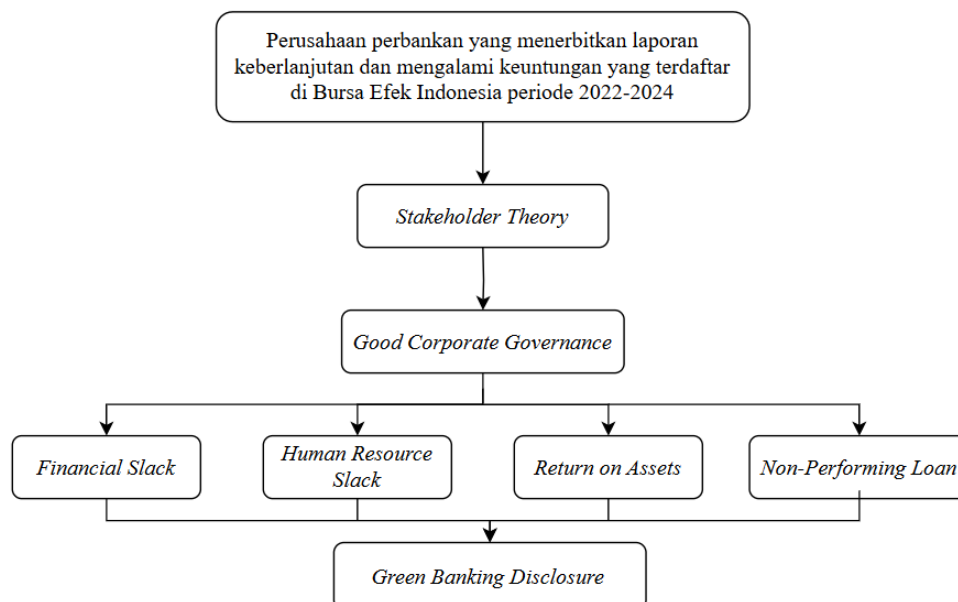 Perusahaan perbankan yang menerbitkan laporan
keberlanjutan dan mengalami keuntungan yang terdaftar
di Bursa Efek Indonesia periode 2022-2024
Stakeholder Theory
Good Corporate Governance
Financial Slack
Human Resource
Slack
Return on Assets
Non-Performing Loan
Green Banking Disclosure